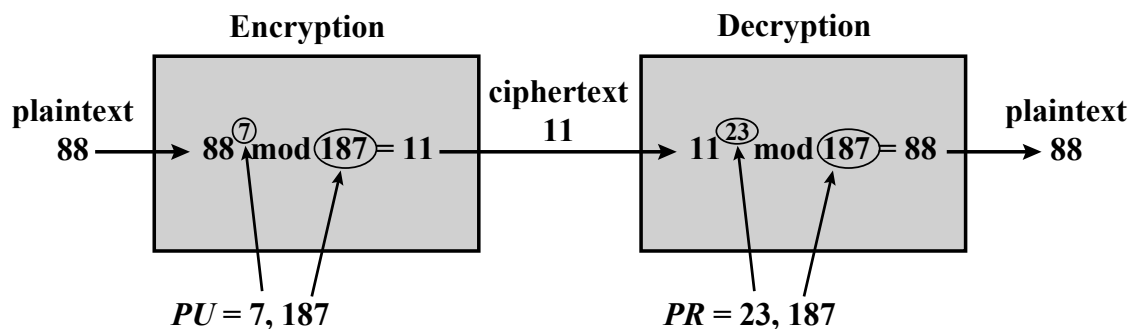 Encryption
Decryption
plaintext
88
88^7 mod 187 = 11
ciphertext
11
11^23 mod 187 = 88
plaintext
88
PU = 7, 187
PR = 23, 187